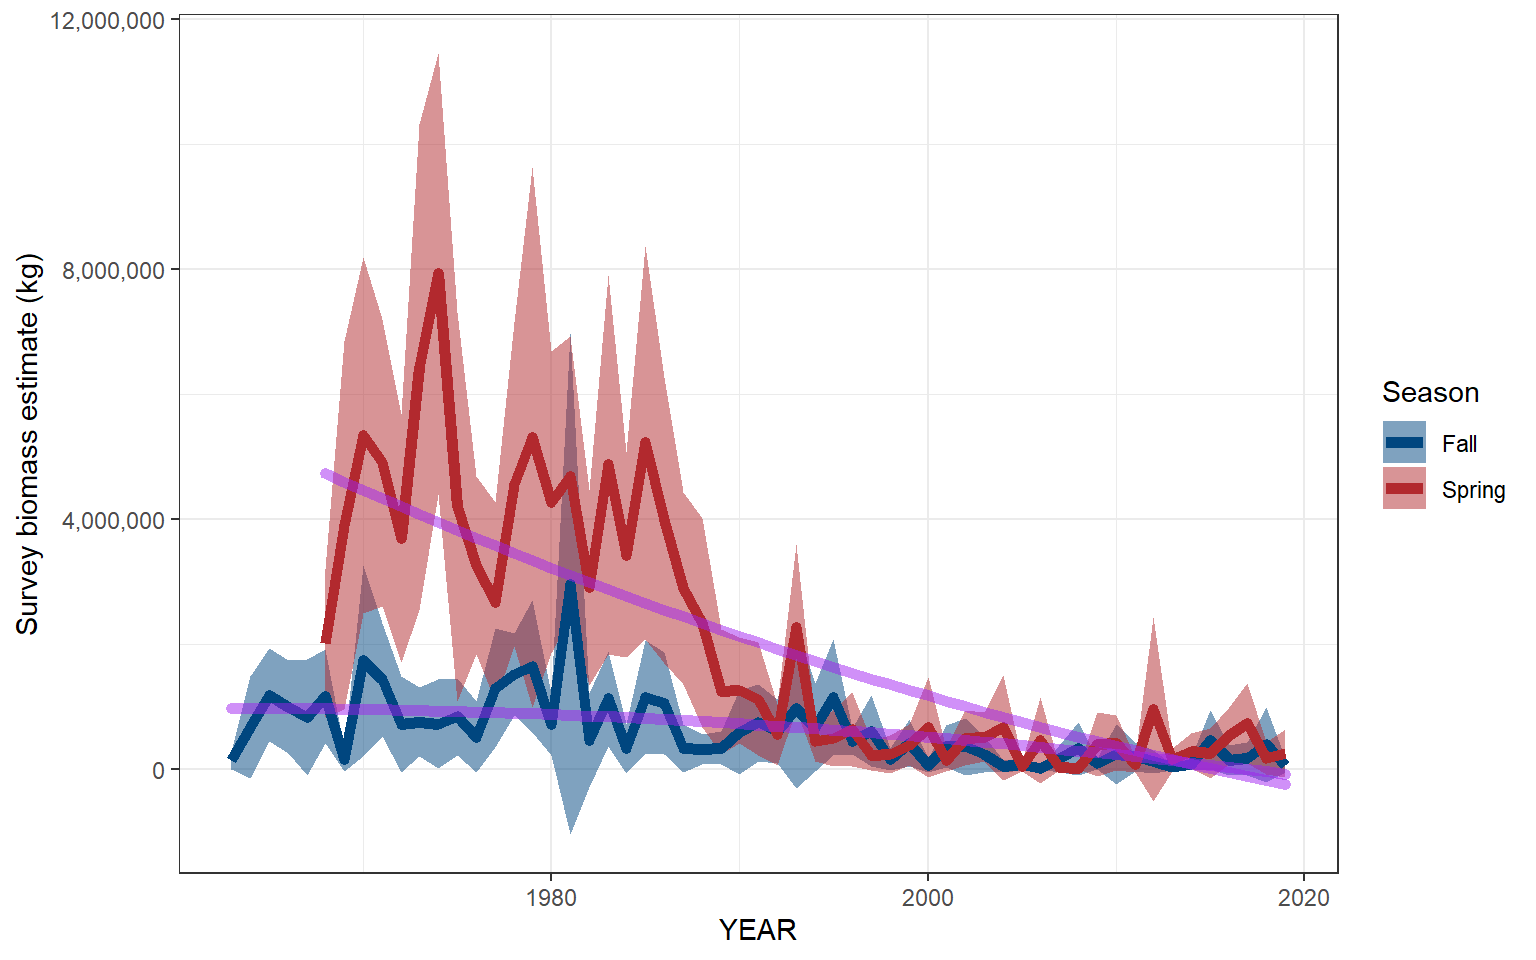 12,000,000
8,000,000
4,000,000
0
Survey biomass estimate (kg)
1980
2000
2020
YEAR
Season
Fall
Spring